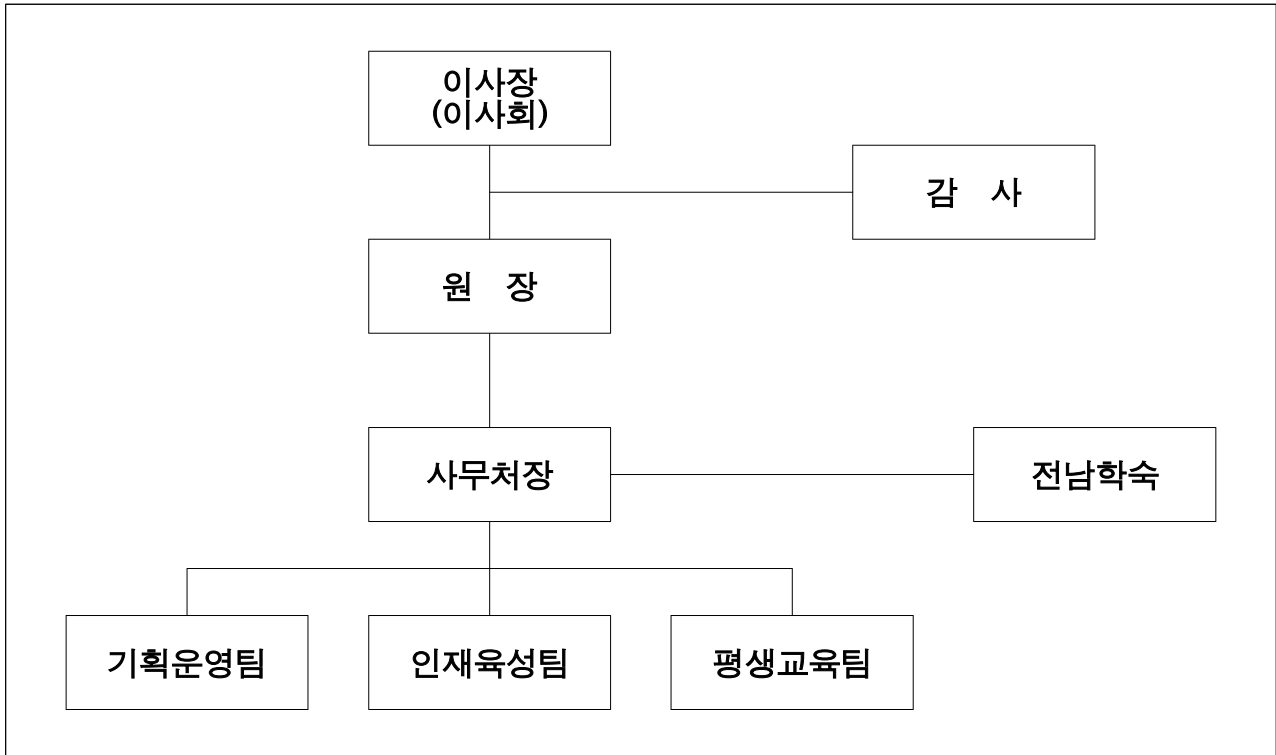 이사장
(이사회)
감 사
원 장
사무처장
전남학숙
기획운영팀
인재육성팀
평생교육팀